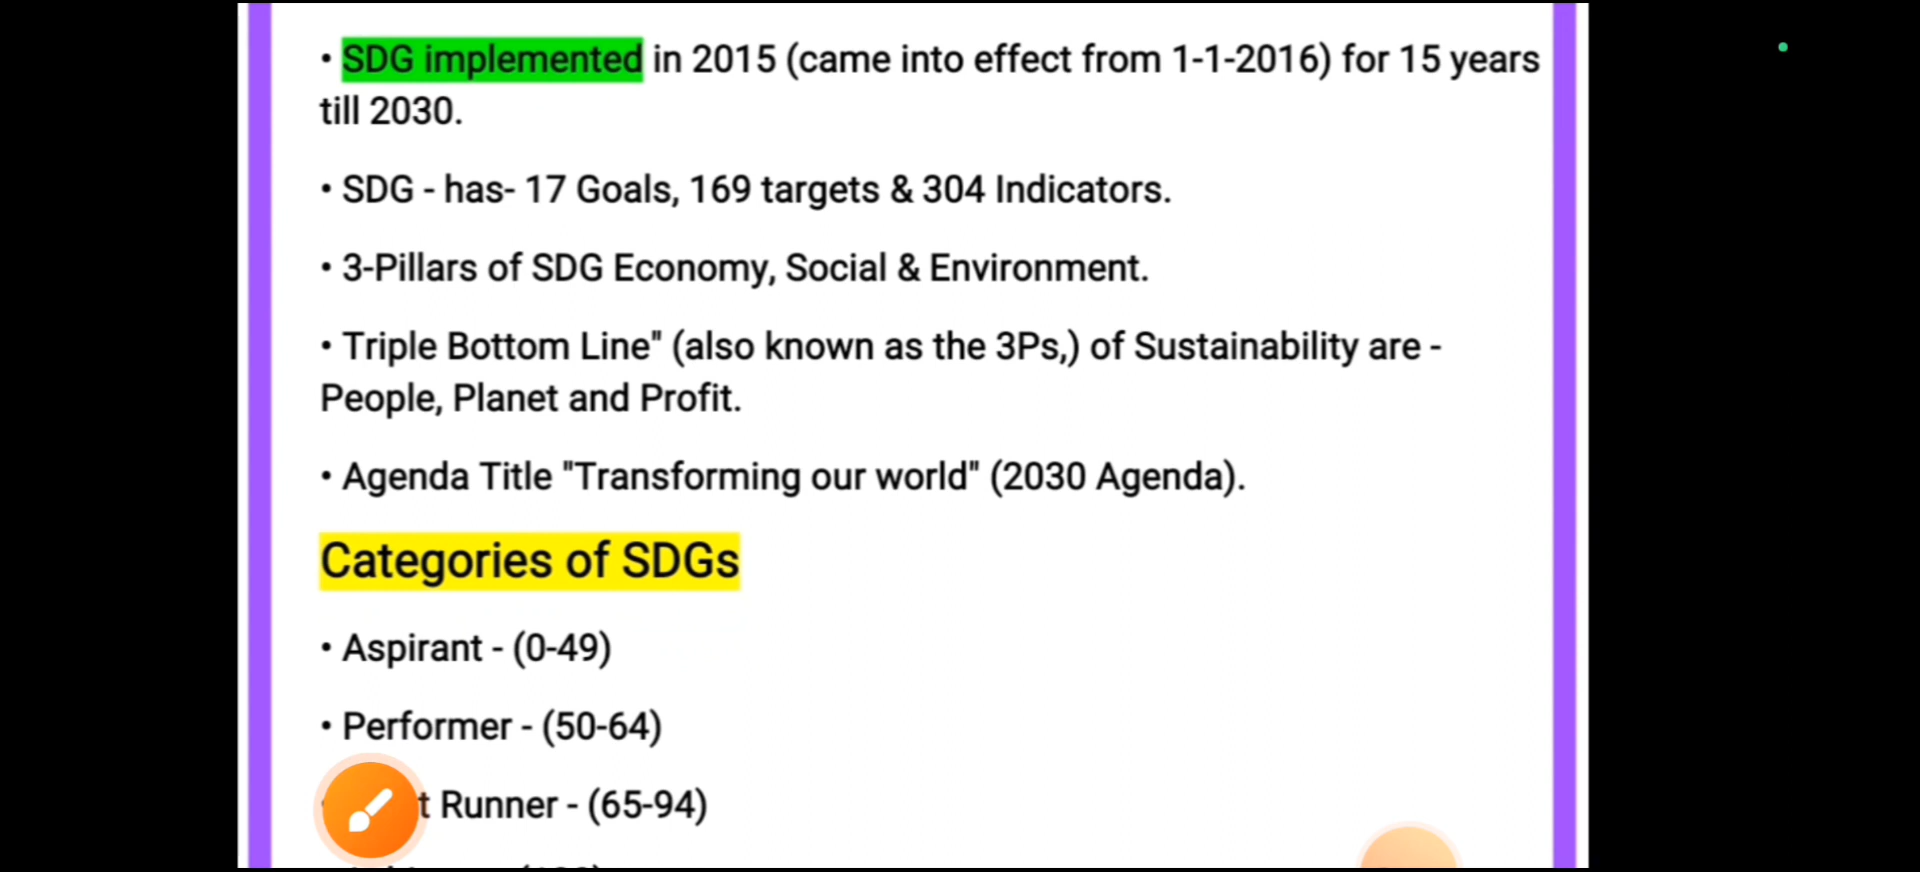 • SDG implemented in 2015 (came into effect from 1-1-2016) for 15 years
till 2030.
• SDG - has- 17 Goals, 169 targets & 304 Indicators.
• 3-Pillars of SDG Economy, Social & Environment.
• Triple Bottom Line" (also known as the 3Ps,) of Sustainability are -
People, Planet and Profit.
• Agenda Title "Transforming our world" (2030 Agenda).
Categories of SDGs
• Aspirant - (0-49)
• Performer - (50-64)
t Runner - (65-94)